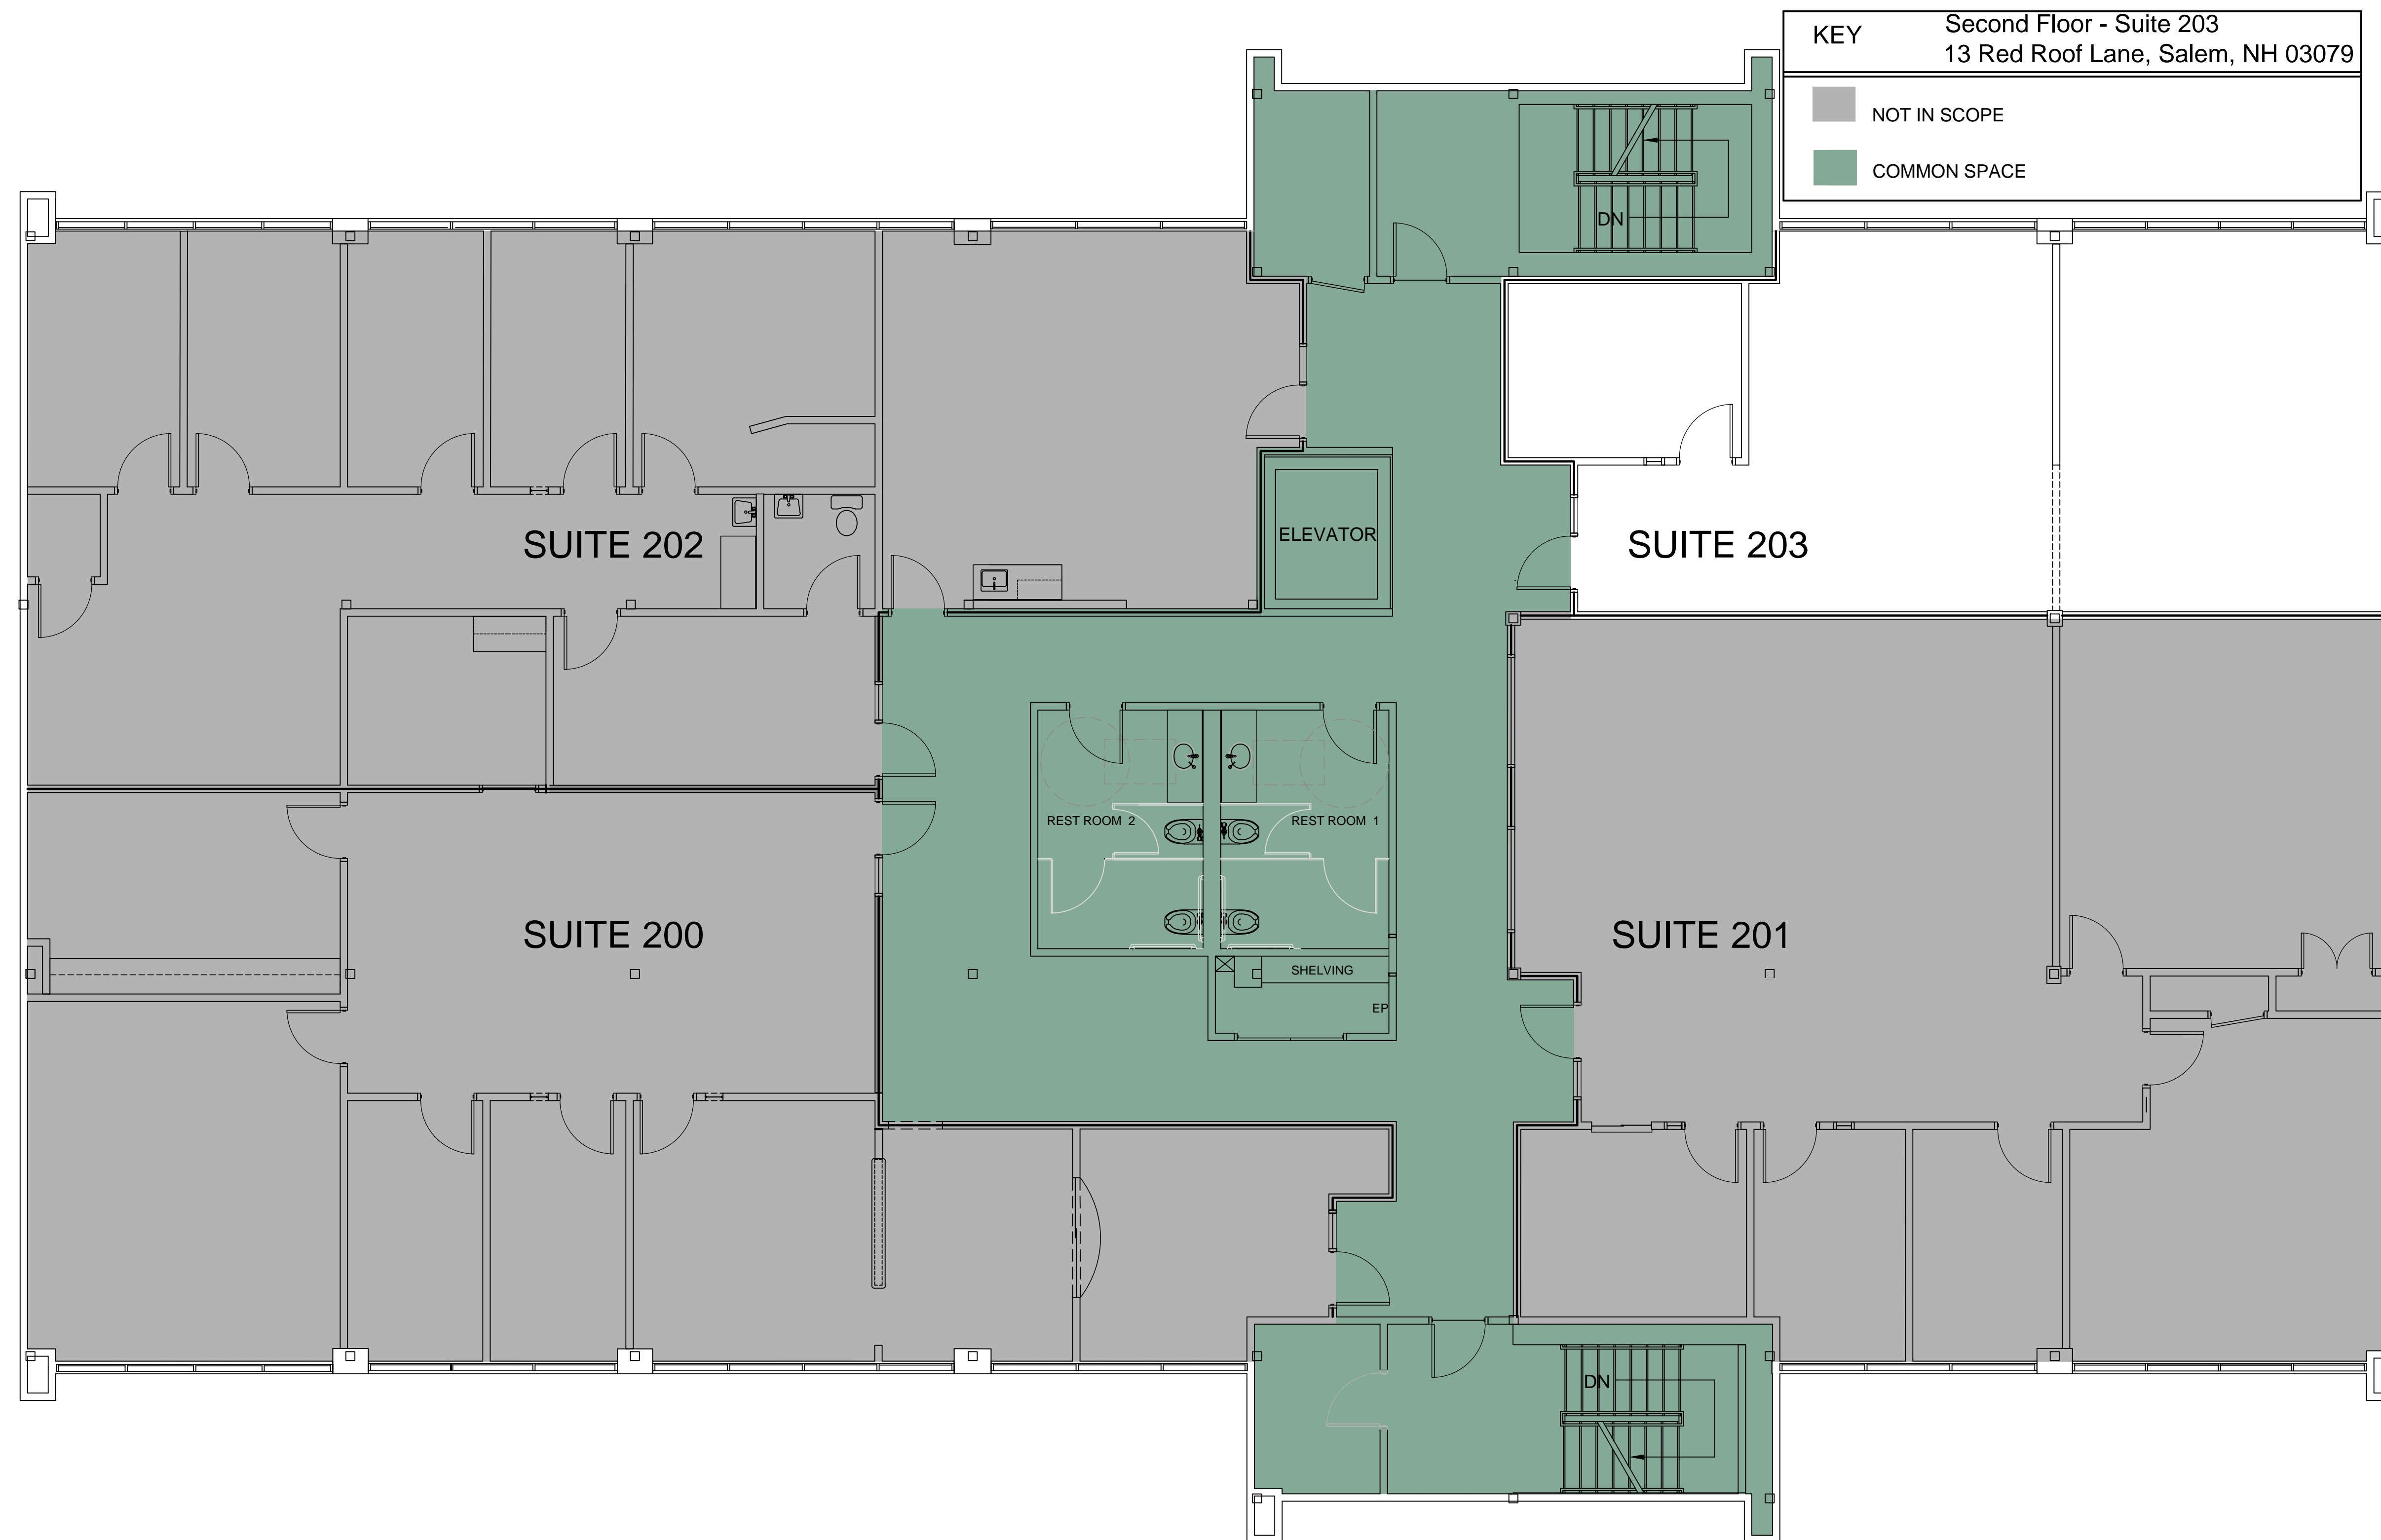 KEY
Second Floor - Suite 203
13 Red Roof Lane, Salem, NH 03079
NOT IN SCOPE
COMMON SPACE
DN
SUITE 202
ELEVATOR
SUITE 203
REST ROOM 2
REST ROOM 1
SUITE 200
SUITE 201
SHELVING
EP
DN